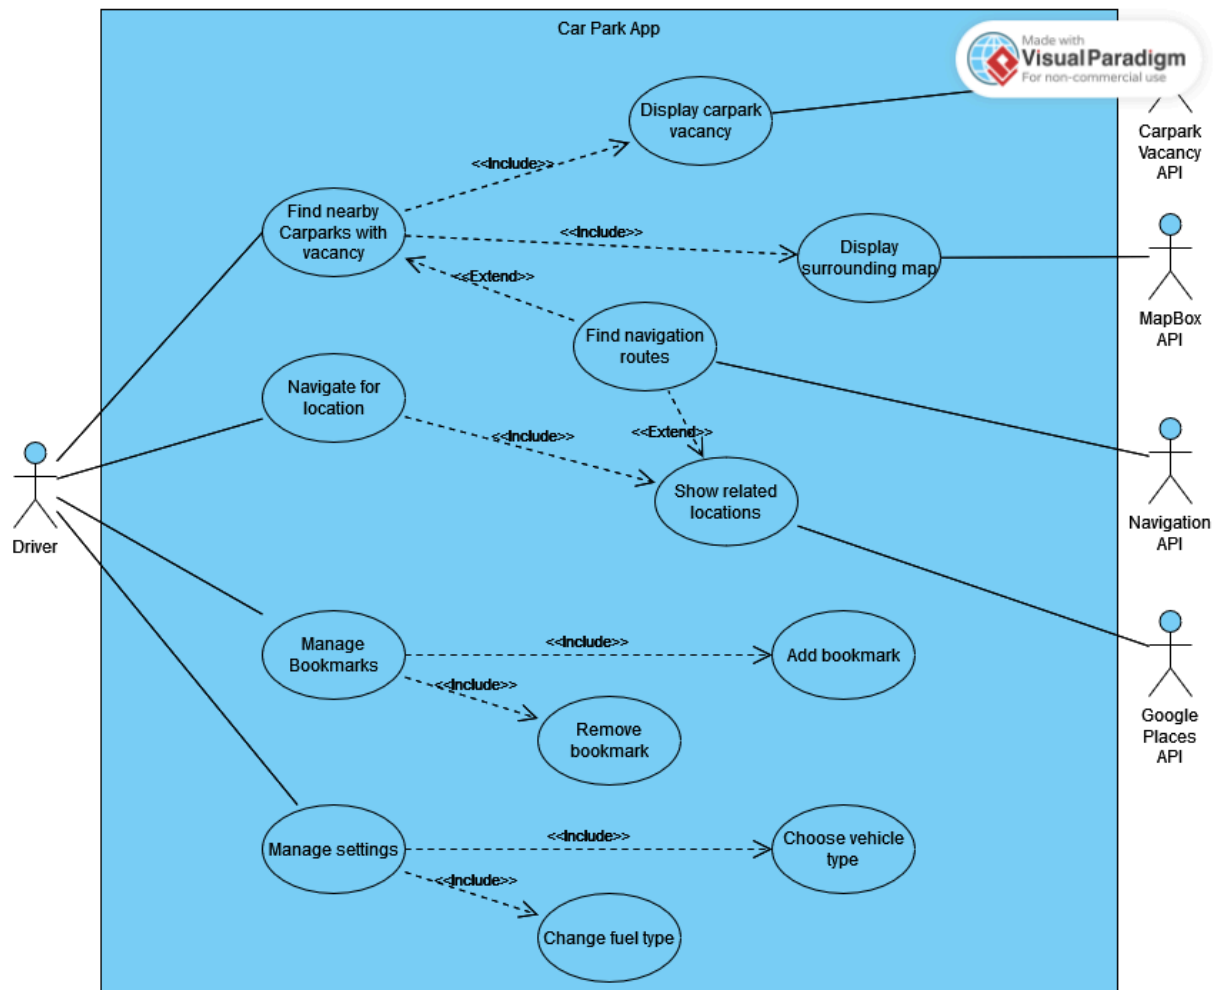 Car Park App
Made with
VisualParadigm
For non-commercial use
Display carpark
vacancy
Carpark
Vacancy
API
<<Include>>
Find nearby
Carparks with
vacancy
<<Include>>
Display
surrounding map
<<Extend>>
MapBox
API
Find navigation
routes
Navigate for
location
<<Include>>
<<Extend>>
Show related
locations
Navigation
API
Driver
Manage
Bookmarks
<<Include>>
Add bookmark
<<Include>>
Remove
bookmark
Google
Places
API
Manage settings
<<Include>>
Choose vehicle
type
<<Include>>
Change fuel type